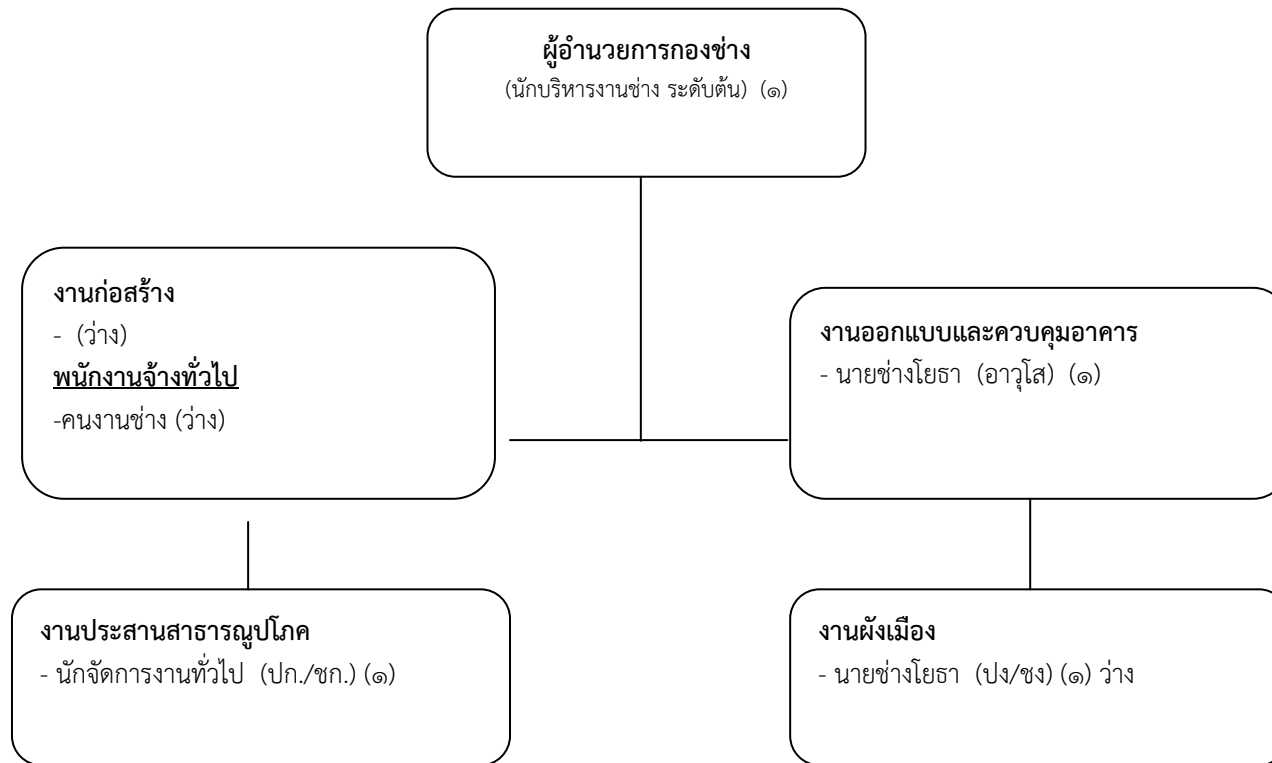 ผู้อำนวยการกองช่าง
(นักบริหารงานช่าง ระดับต้น) (๑)
งานก่อสร้าง
- (ว่าง)
พนักงานจ้างทั่วไป
-คนงานช่าง (ว่าง)
งานออกแบบและควบคุมอาคาร
- นายช่างโยธา (อาวุโส) (๑)
งานประสานสาธารณูปโภค
- นักจัดการงานทั่วไป (ปก./ชก.) (๑)
งานผังเมือง
- นายช่างโยธา (ปง/ชง) (๑) ว่าง